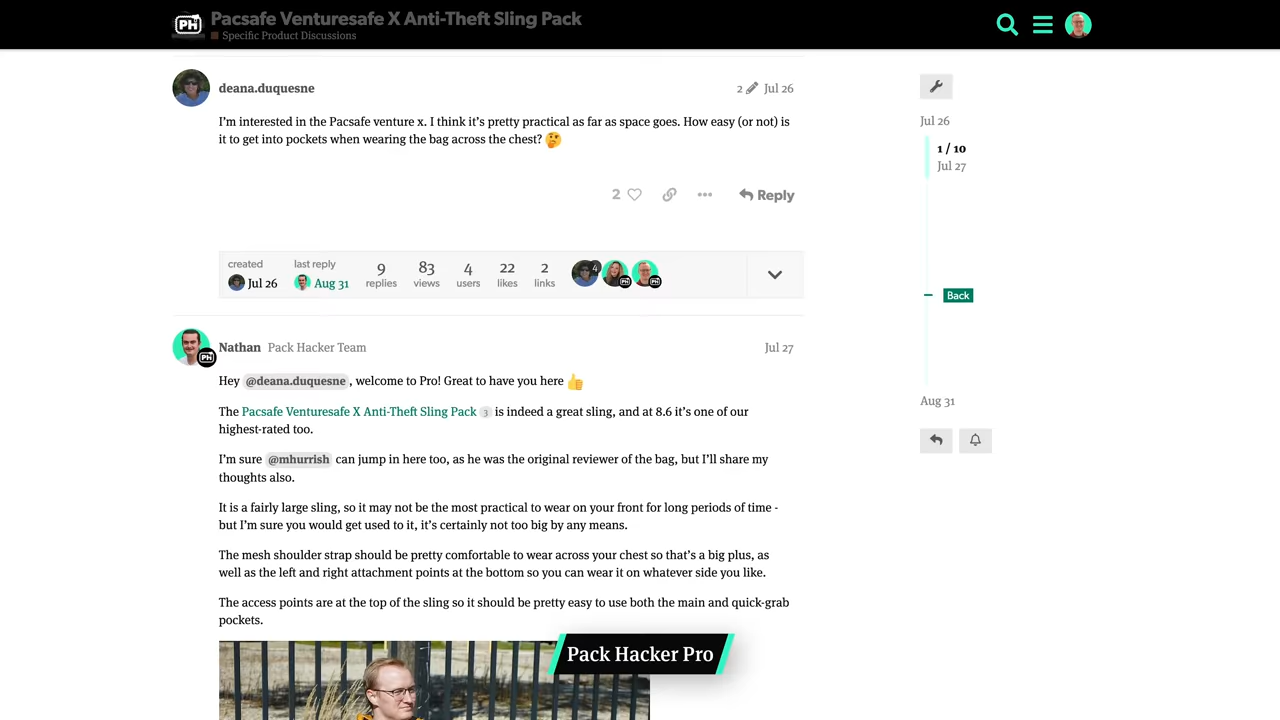 PH
Pacsafe Venturesafe X Anti-Theft Sling Pack
Specific Product Discussions
deana.duquesne
2 Jul 26
I'm interested in the Pacsafe venture x. I think it's pretty practical as far as space goes. How easy (or not) is
it to get into pockets when wearing the bag across the chest?
2
Reply
Jul 26
1 / 10
Jul 27
Back
Aug 31
created
Jul 26
last reply
Aug 31
9
replies
83
views
4
users
22
likes
2
links
4
PH
PH
Nathan Pack Hacker Team
Jul 27
PH
Hey @deana.duquesne, welcome to Pro! Great to have you here
The Pacsafe Venturesafe X Anti-Theft Sling Pack 3 is indeed a great sling, and at 8.6 it's one of our
highest-rated too.
I'm sure @mhurrish can jump in here too, as he was the original reviewer of the bag, but I'll share my
thoughts also.
It is a fairly large sling, so it may not be the most practical to wear on your front for long periods of time -
but I'm sure you would get used to it, it's certainly not too big by any means.
The mesh shoulder strap should be pretty comfortable to wear across your chest so that's a big plus, as
well as the left and right attachment points at the bottom so you can wear it on whatever side you like.
The access points are at the top of the sling so it should be pretty easy to use both the main and quick-grab
pockets.
Pack Hacker Pro